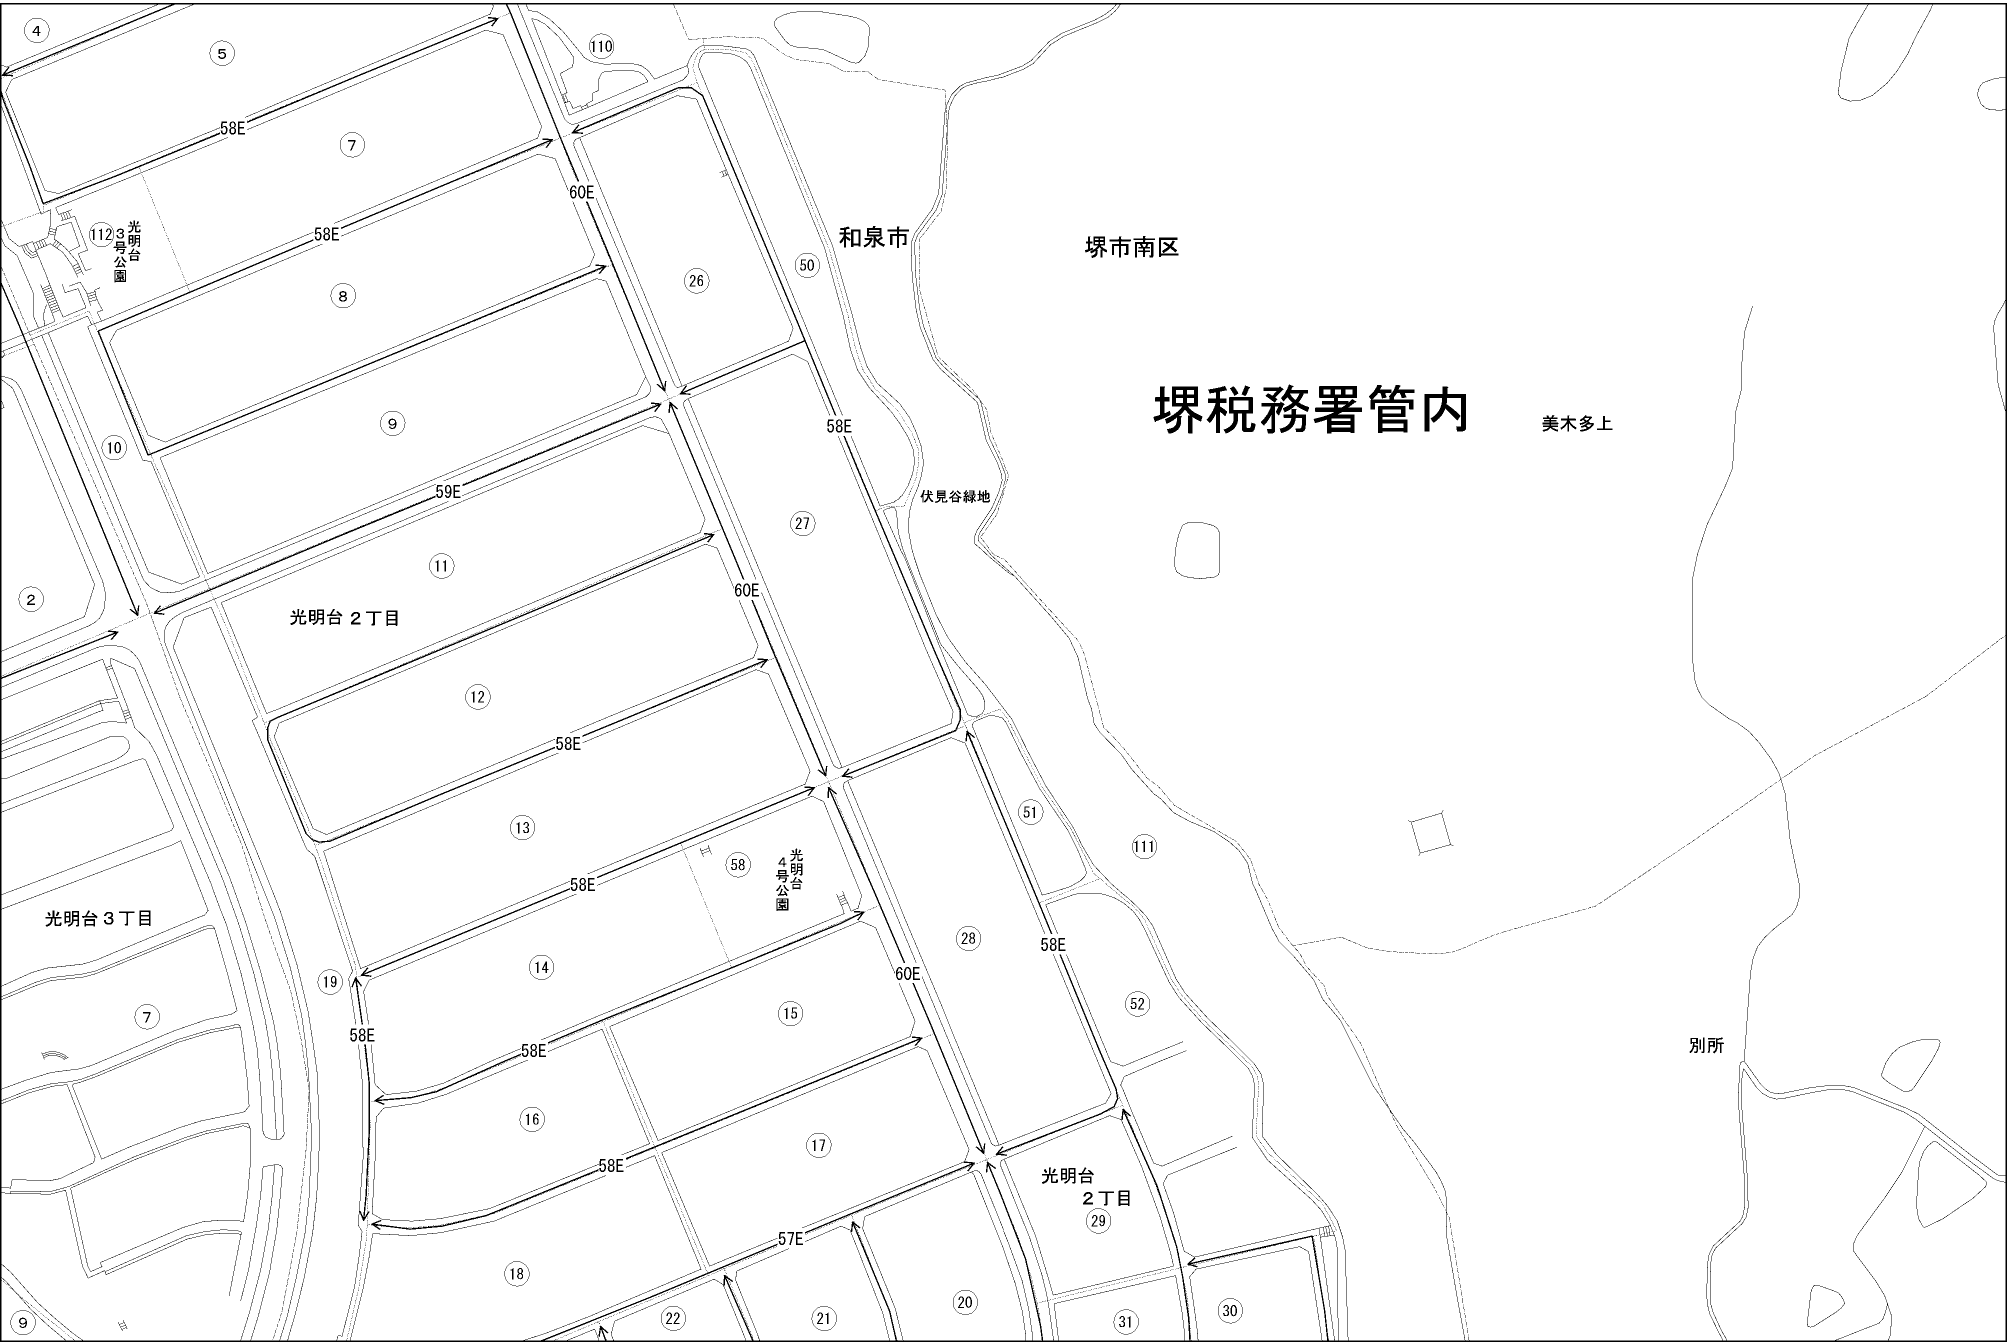 4
5
110
58E
7
60E
112
光明台
3号公園
58E
和泉市
堺市南区
50
26
8
堺税務署管内
美木多上
9
58E
10
59E
伏見谷緑地
27
11
60E
2
光明台2丁目
12
58E
51
13
111
58E
58
光明台
4号公園
光明台3丁目
28
58E
14
60E
19
52
15
7
58E
58E
別所
16
17
58E
光明台
2丁目
29
57E
18
20
30
22
21
31
9